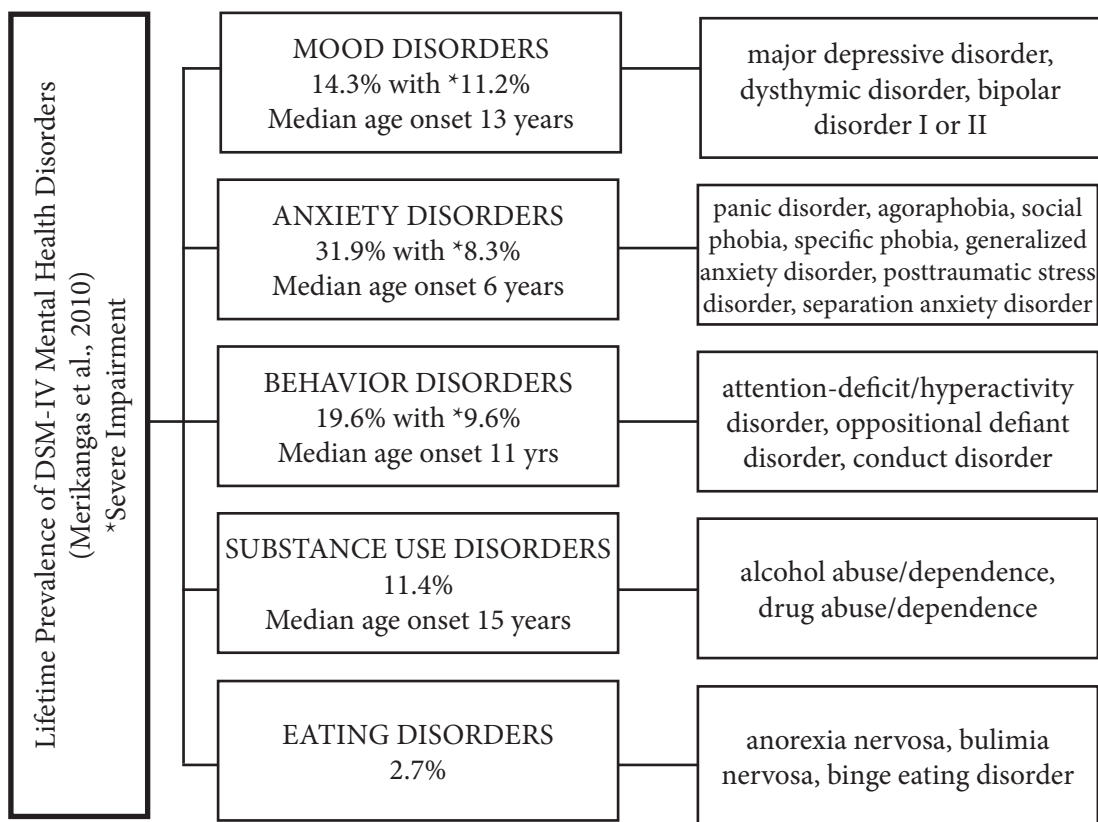 Lifetime Prevalence of DSM-IV Mental Health Disorders
(Merikangas et al., 2010)
*Severe Impairment
MOOD DISORDERS
14.3% with *11.2%
Median age onset 13 years
major depressive disorder,
dysthymic disorder, bipolar
disorder I or II
ANXIETY DISORDERS
31.9% with *8.3%
Median age onset 6 years
panic disorder, agoraphobia, social
phobia, specific phobia, generalized
anxiety disorder, posttraumatic stress
disorder, separation anxiety disorder
BEHAVIOR DISORDERS
19.6% with *9.6%
Median age onset 11 yrs
attention-deficit/hyperactivity
disorder, oppositional defiant
disorder, conduct disorder
SUBSTANCE USE DISORDERS
11.4%
Median age onset 15 years
alcohol abuse/dependence,
drug abuse/dependence
EATING DISORDERS
2.7%
anorexia nervosa, bulimia
nervosa, binge eating disorder